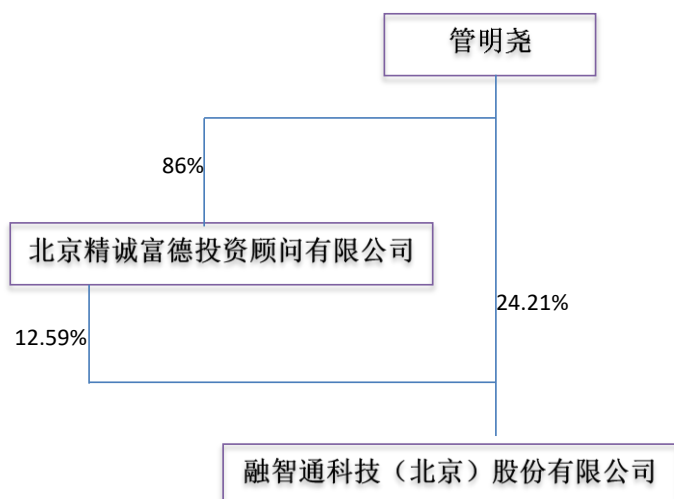 管明尧
86%
北京精诚富德投资顾问有限公司
24.21%
12.59%
融智通科技（北京）股份有限公司